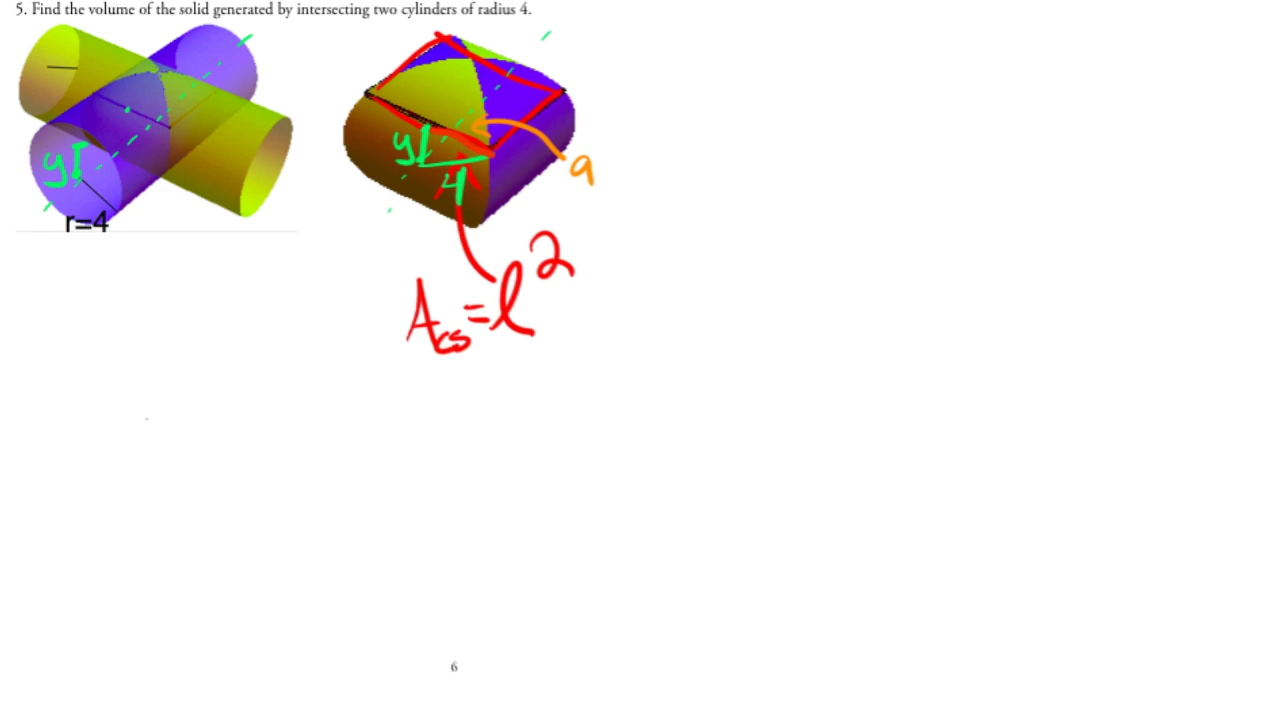 5. Find the volume of the solid generated by intersecting two cylinders of radius 4.
y
r=4
y
4
a
A_cs=l^2
6